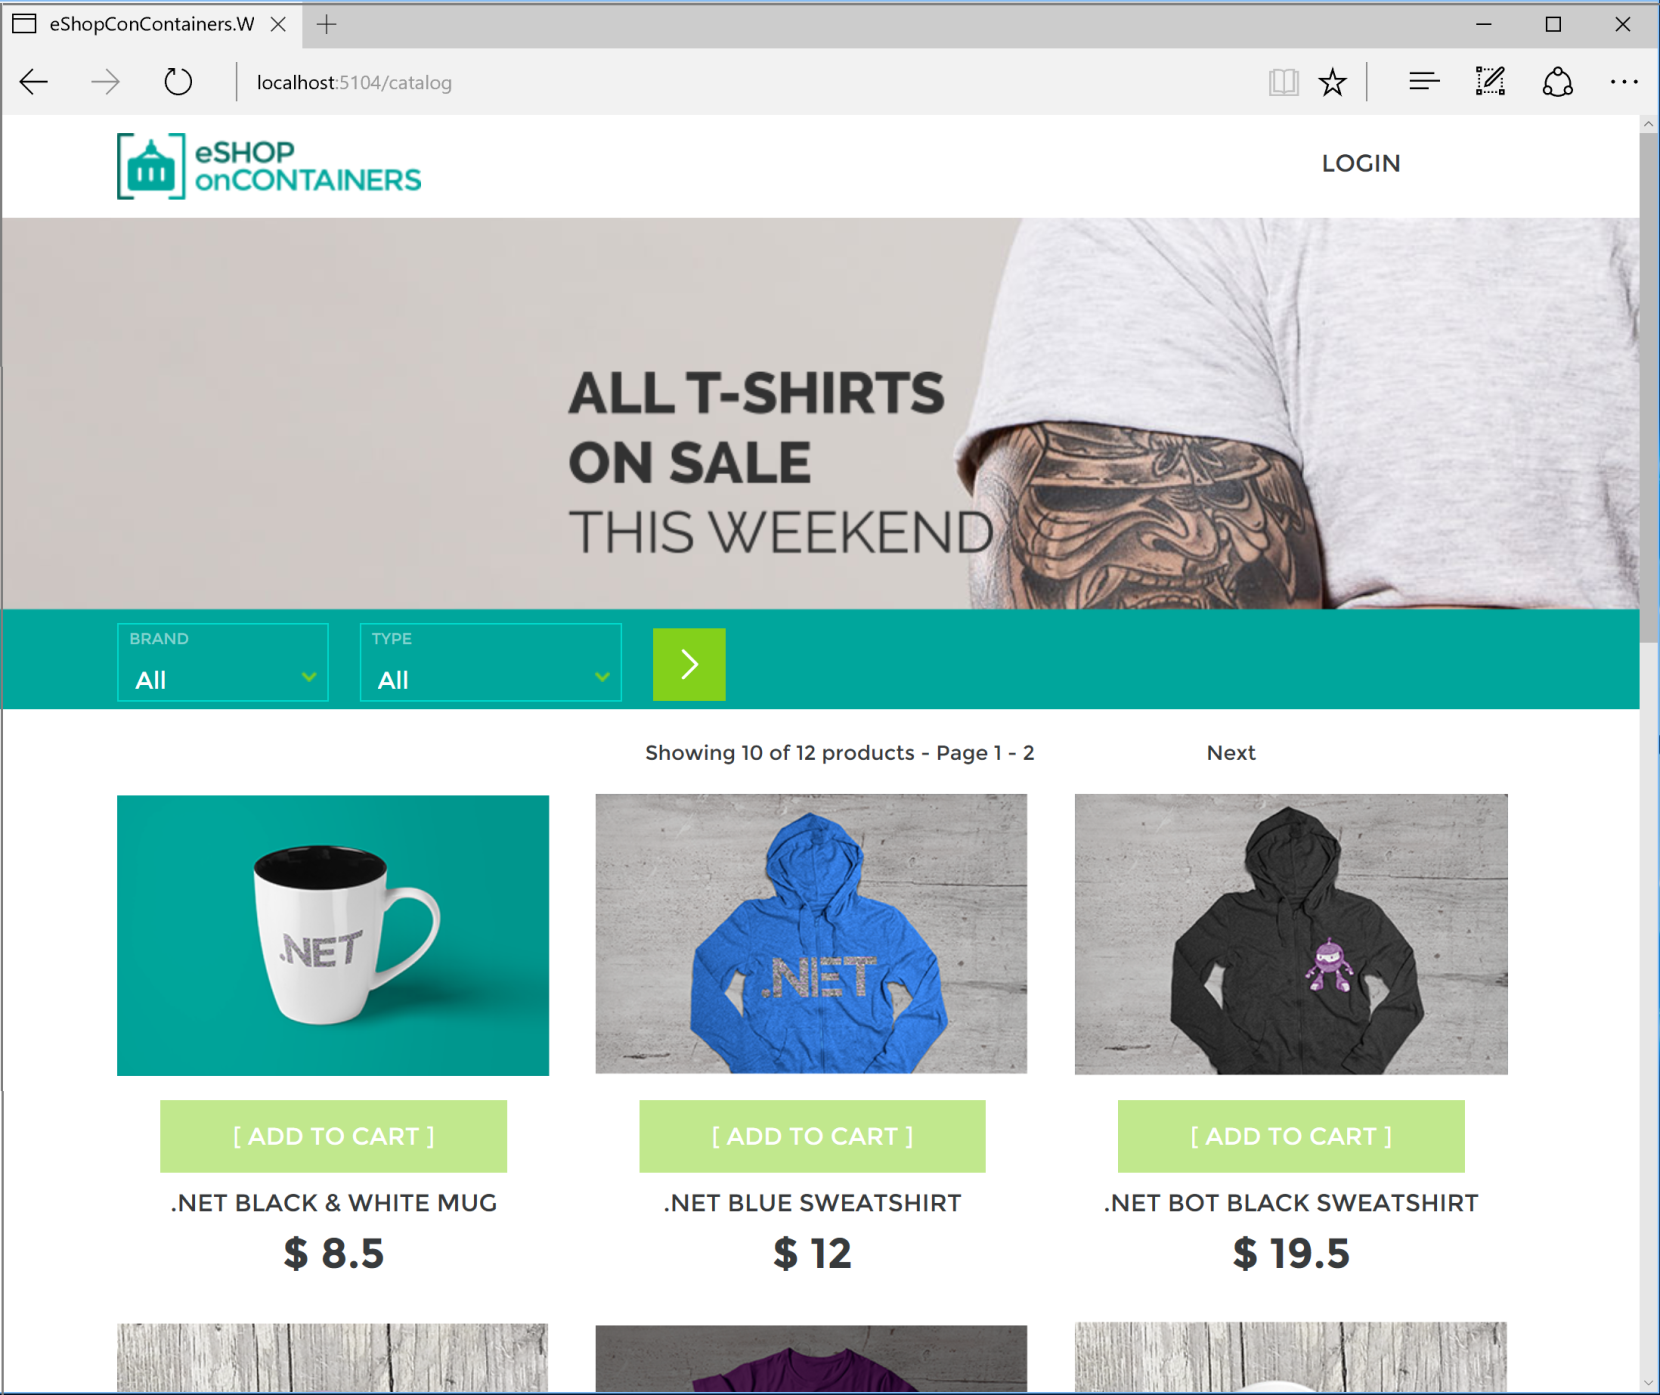 eShopConContainers.W
localhost:5104/catalog
eSHOP
onCONTAINERS
LOGIN
ALL T-SHIRTS
ON SALE
THIS WEEKEND
BRAND
All
TYPE
All
Showing 10 of 12 products - Page 1 - 2
Next
.NET
.NET
[ ADD TO CART ]
[ ADD TO CART ]
[ ADD TO CART ]
.NET BLACK & WHITE MUG
.NET BLUE SWEATSHIRT
.NET BOT BLACK SWEATSHIRT
$ 8.5
$ 12
$ 19.5